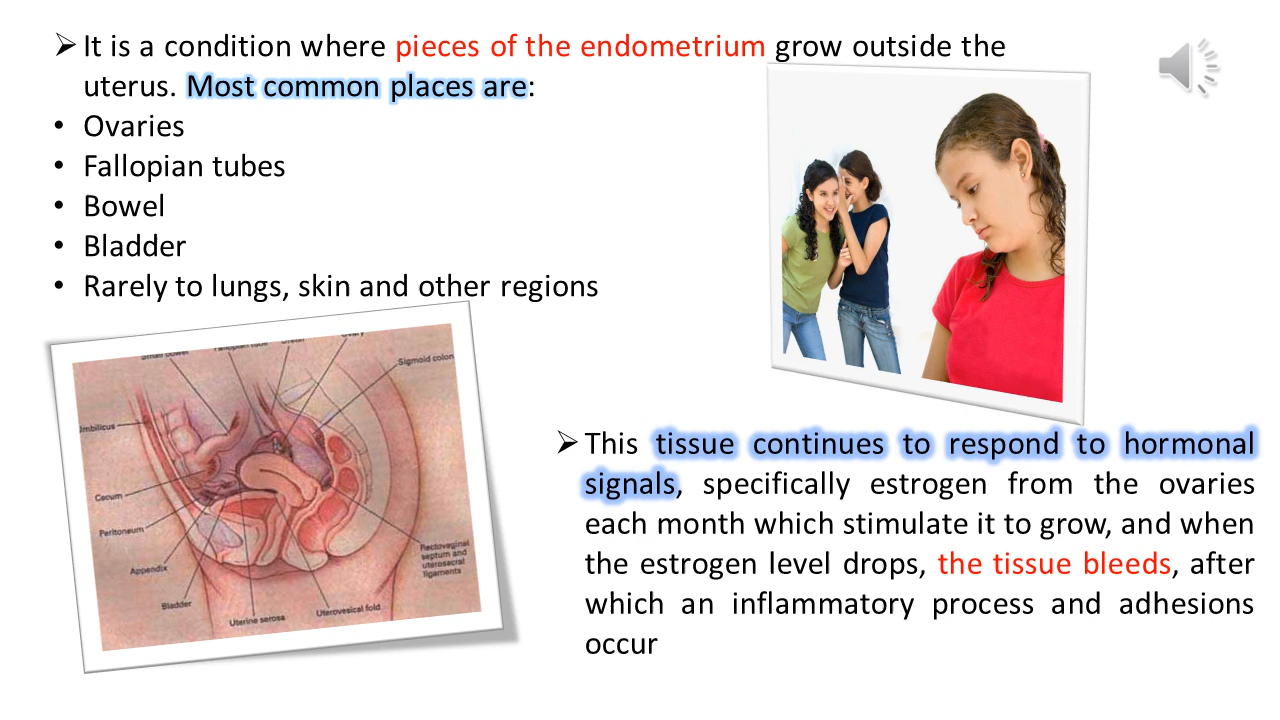 ➢ It is a condition where pieces of the endometrium grow outside the
uterus. Most common places are:
• Ovaries
• Fallopian tubes
• Bowel
• Bladder
• Rarely to lungs, skin and other regions
Sigmoid colon
Umbilicus
Cecum
Peritoneum
Appendix
Bladder
Uterine serosa
Uterovesical fold
Rectovaginal
septum and
uterosacral
ligaments
➢ This tissue continues to respond to hormonal
signals, specifically estrogen from the ovaries
each month which stimulate it to grow, and when
the estrogen level drops, the tissue bleeds, after
which an inflammatory process and adhesions
occur